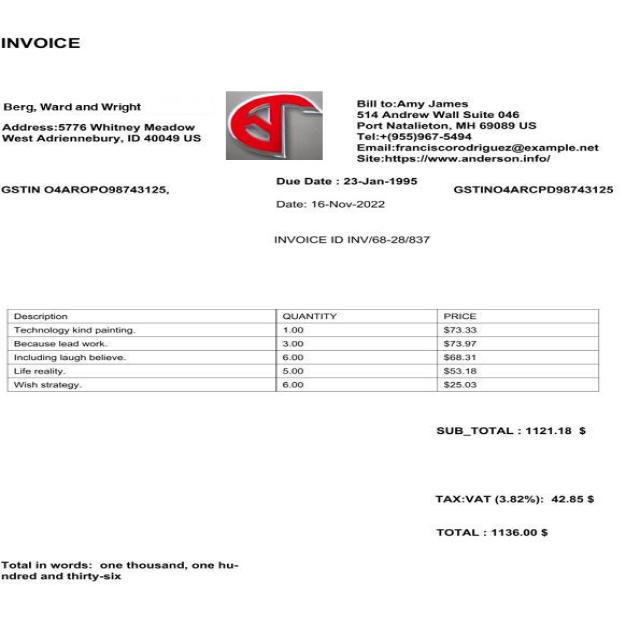 INVOICE
Berg, Ward and Wright
Address:5776 Whitney Meadow
West Adriennebury, ID 40049 US
Bill to:Amy James
514 Andrew Wall Suite 046
Port Natalieton, MH 69089 US
Tel:+(955)967-5494
Email:franciscorodriguez@example.net
Site:https://www.anderson.info/
GSTIN O4AROPO98743125,
Due Date : 23-Jan-1995
GSTINO4ARCPD98743125
Date: 16-Nov-2022
INVOICE ID INV/68-28/837
Description QUANTITY PRICE
Technology kind painting. 1.00 $73.33
Because lead work. 3.00 $73.97
Including laugh believe. 6.00 $68.31
Life reality. 5.00 $53.18
Wish strategy. 6.00 $25.03
SUB_TOTAL : 1121.18 $
TAX:VAT (3.82%): 42.85 $
TOTAL : 1136.00 $
Total in words: one thousand, one hu-
ndred and thirty-six